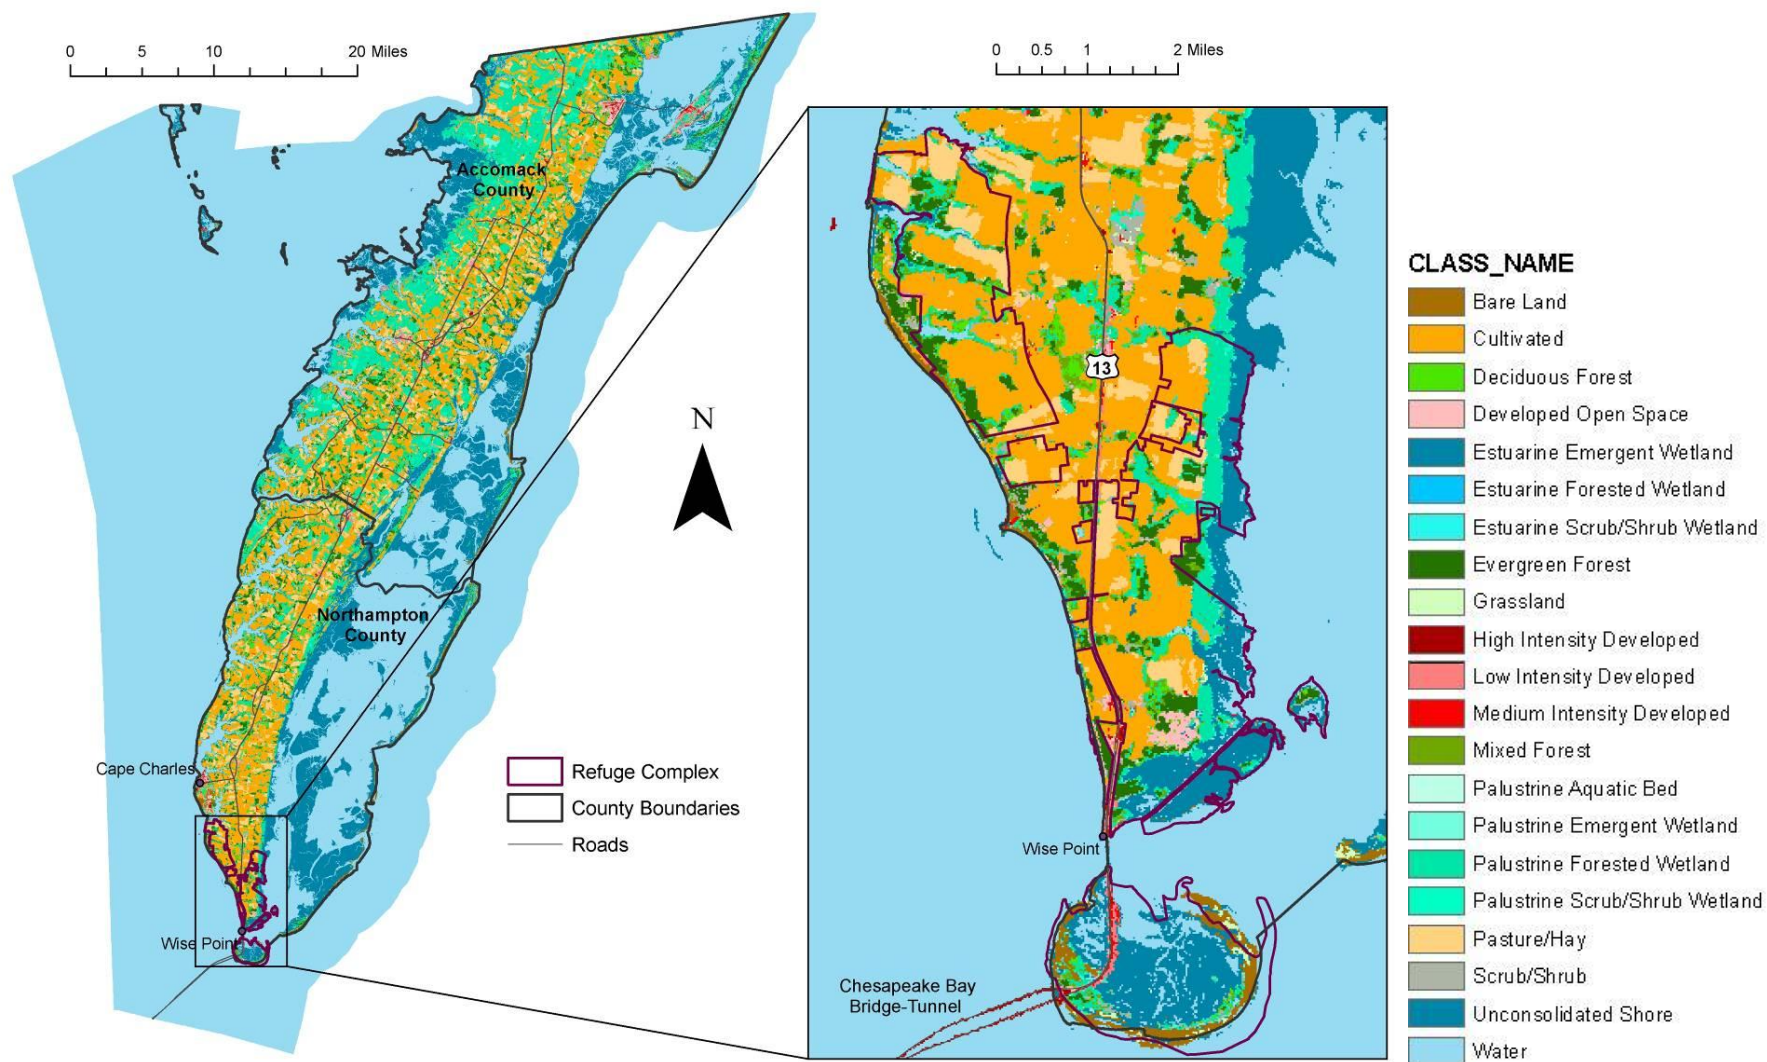 0 5 10 20 Miles
0 0.5 1 2 Miles
Accomack
County
N
Northampton
County
Cape Charles
Wise Point
Refuge Complex
County Boundaries
Roads
13
Wise Point
Chesapeake Bay
Bridge-Tunnel
CLASS_NAME
Bare Land
Cultivated
Deciduous Forest
Developed Open Space
Estuarine Emergent Wetland
Estuarine Forested Wetland
Estuarine Scrub/Shrub Wetland
Evergreen Forest
Grassland
High Intensity Developed
Low Intensity Developed
Medium Intensity Developed
Mixed Forest
Palustrine Aquatic Bed
Palustrine Emergent Wetland
Palustrine Forested Wetland
Palustrine Scrub/Shrub Wetland
Pasture/Hay
Scrub/Shrub
Unconsolidated Shore
Water